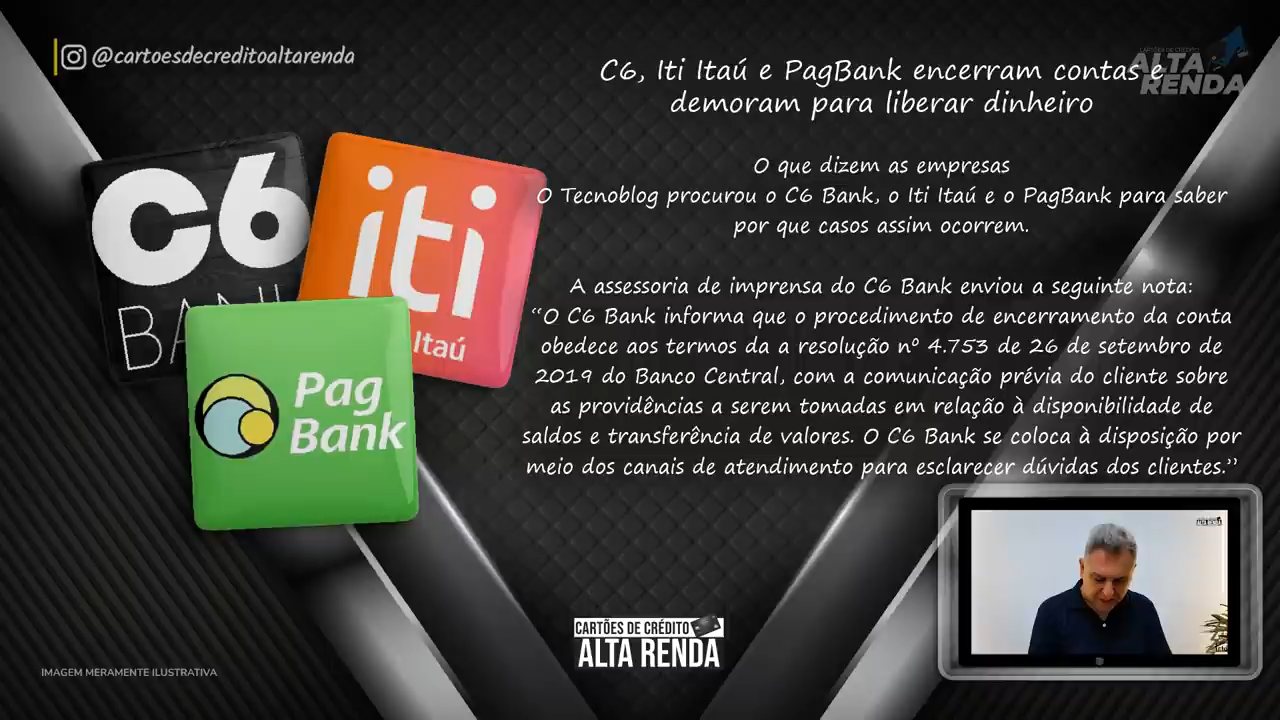 @cartoesdecreditoaltarenda
CARTÕES DE CRÉDITO
ALTA
RENDA
C6, Iti Itaú e PagBank encerram contas e
demoram para liberar dinheiro
O que dizem as empresas
O Tecnoblog procurou o C6 Bank, o Iti Itaú e o PagBank para saber
por que casos assim ocorrem.
A assessoria de imprensa do C6 Bank enviou a seguinte nota:
“O C6 Bank informa que o procedimento de encerramento da conta
obedece aos termos da a resolução nº 4.753 de 26 de setembro de
2019 do Banco Central, com a comunicação prévia do cliente sobre
as providências a serem tomadas em relação à disponibilidade de
saldos e transferência de valores. O C6 Bank se coloca à disposição por
meio dos canais de atendimento para esclarecer dúvidas dos clientes.”
C6
iti
Itaú
Pag
Bank
CARTÕES DE CRÉDITO
ALTA RENDA
IMAGEM MERAMENTE ILUSTRATIVA